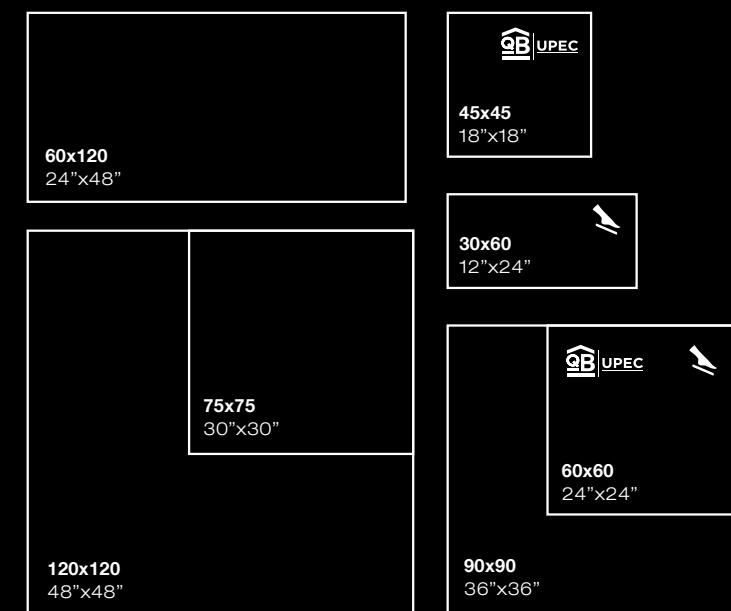 60x120
24”x48”
QB UPEC
45x45
18”x18”
30x60
12”x24”
75x75
30”x30”
120x120
48”x48”
QB UPEC
60x60
24”x24”
90x90
36”x36”